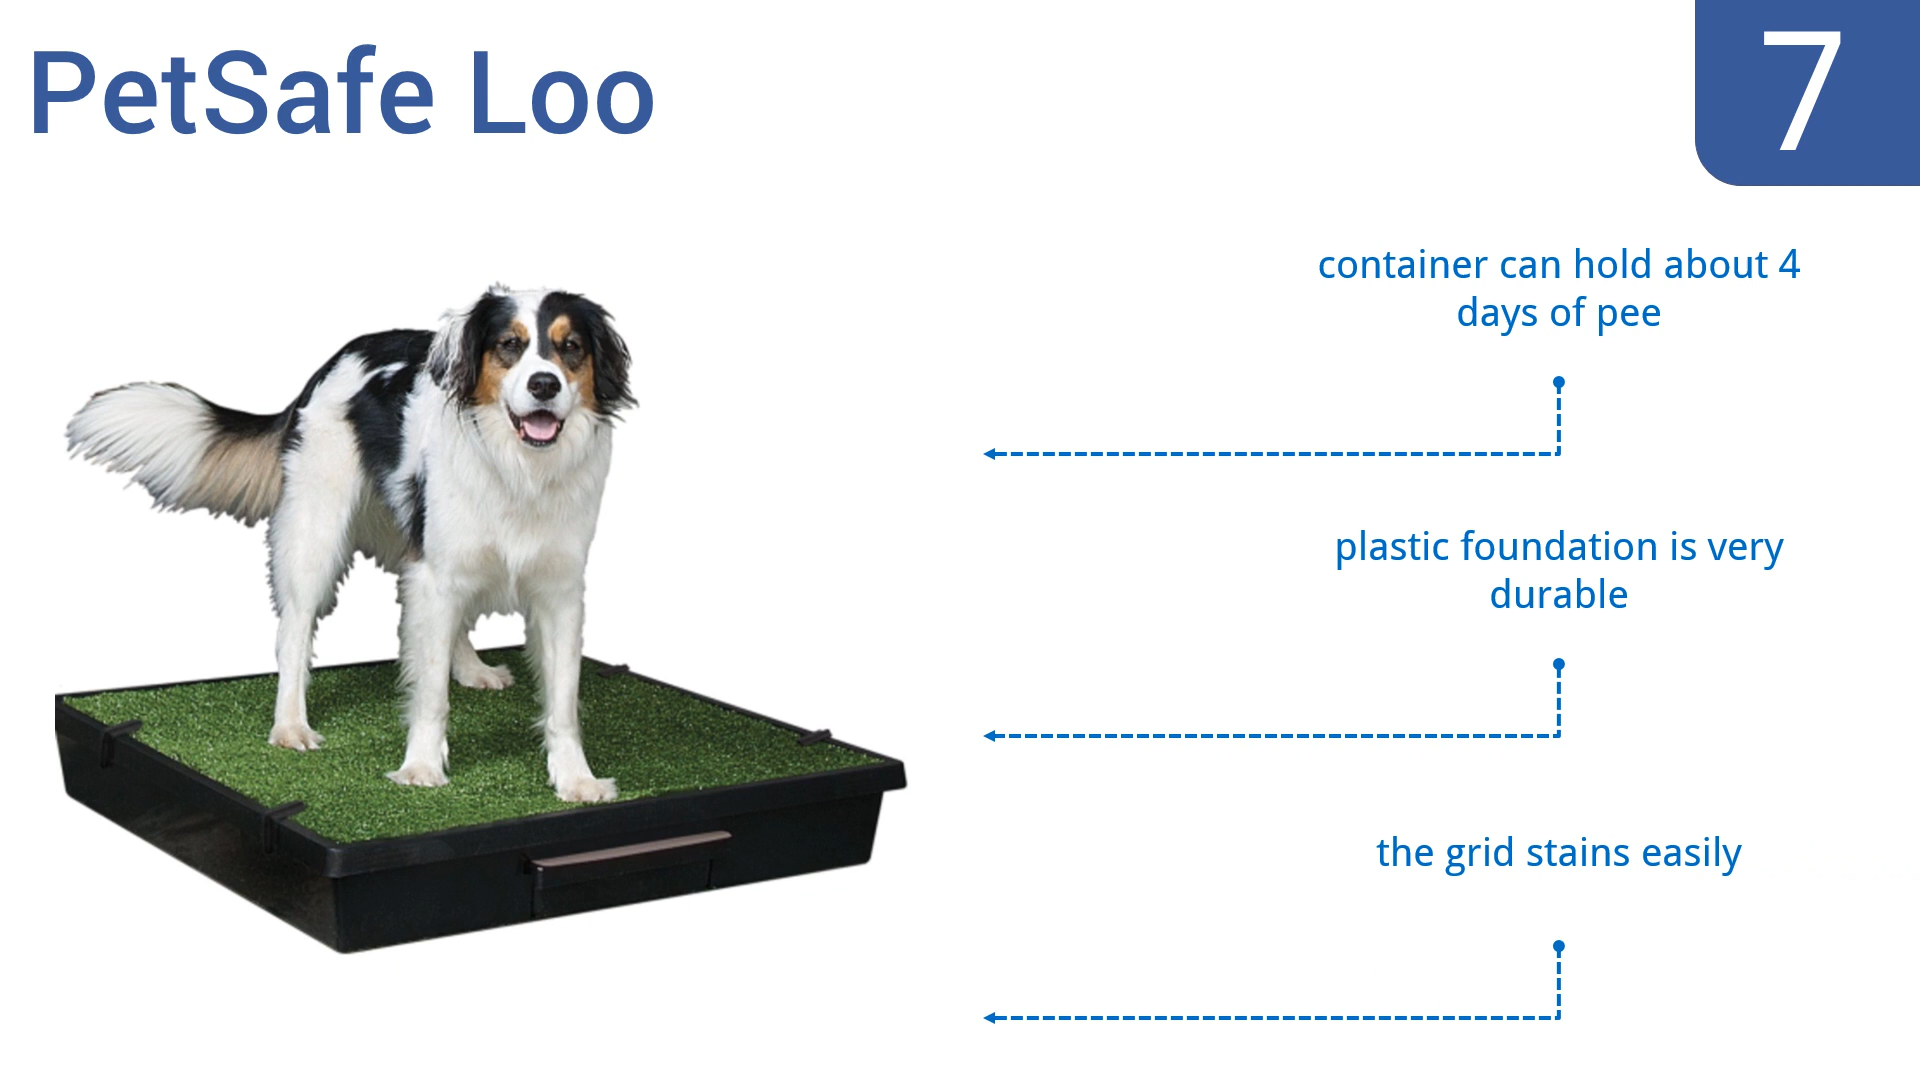 PetSafe Loo
7
container can hold about 4
days of pee
plastic foundation is very
durable
the grid stains easily